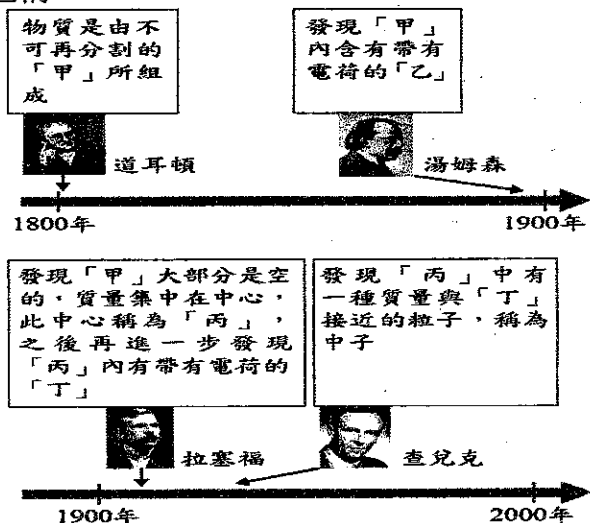 物質是由不
可再分割的
「甲」所組
成
發現「甲」
內含有帶有
電荷的「乙」
道耳頓
湯姆森
1800年
1900年
發現「甲」大部分是空
的，質量集中在中心，
此中心稱為「丙」，
之後再進一步發現
「丙」內有帶有電荷的
「丁」
發現「丙」中有
一種質量與「丁」
接近的粒子，稱為
中子
拉塞福
查兌克
1900年
2000年